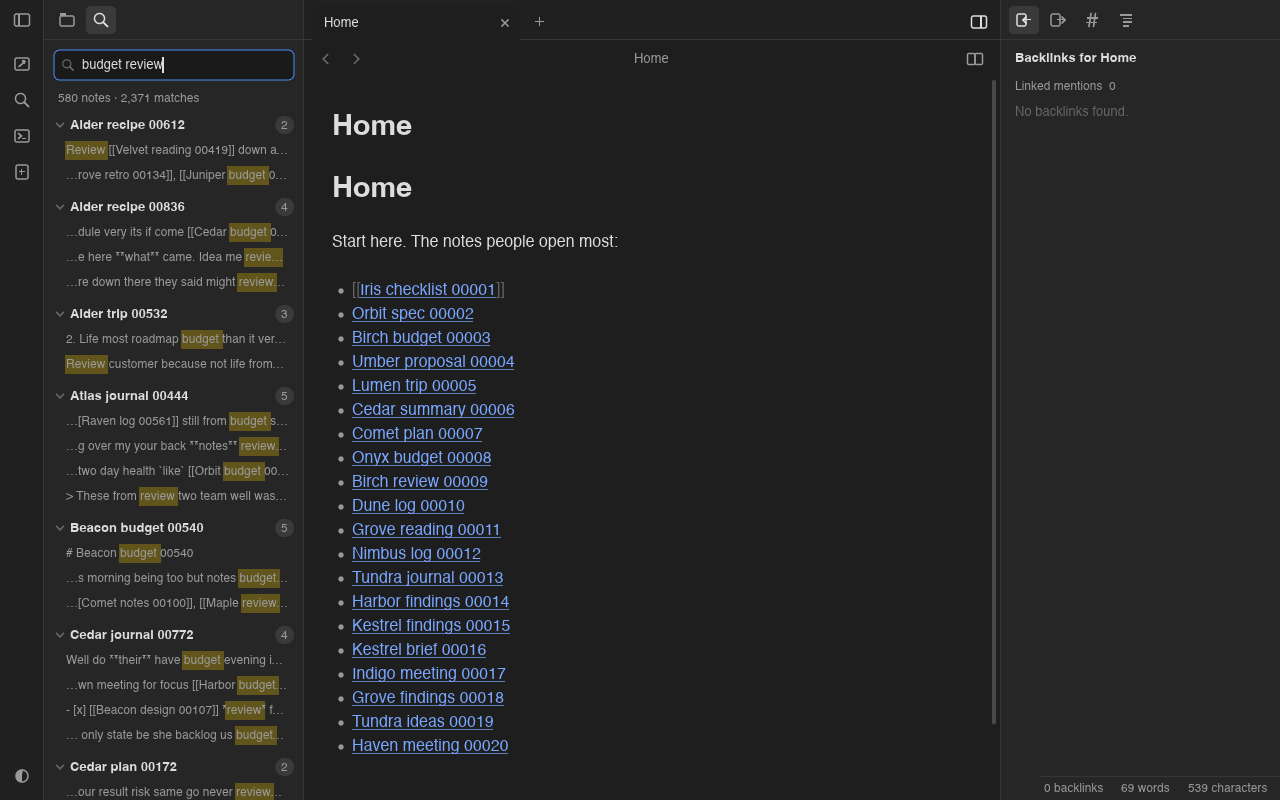 Home
budget review
580 notes · 2,371 matches
Alder recipe 00612 2
Review [[Velvet reading 00419]] down a…
…rove retro 00134]], [[Juniper budget 0…
Alder recipe 00836 4
…dule very its if come [[Cedar budget 0…
…e here **what** came. Idea me revie…
…re down there they said might review…
Alder trip 00532 3
2. Life most roadmap budget than it ver…
Review customer because not life from…
Atlas journal 00444 5
…[Raven log 00561]] still from budget s…
…g over my your back **notes** review…
…two day health `like` [[Orbit budget 00…
> These from review two team well was…
Beacon budget 00540 5
# Beacon budget 00540
…s morning being too but notes budget…
…[Comet notes 00100]], [[Maple review…
Cedar journal 00772 4
Well do **their** have budget evening i…
…wn meeting for focus [[Harbor budget…
- [x] [[Beacon design 00107]] *review* f…
… only state be she backlog us budget…
Cedar plan 00172 2
…our result risk same go never review…
Home
Home
Home
Start here. The notes people open most:
[[Iris checklist 00001]]
Orbit spec 00002
Birch budget 00003
Umber proposal 00004
Lumen trip 00005
Cedar summary 00006
Comet plan 00007
Onyx budget 00008
Birch review 00009
Dune log 00010
Grove reading 00011
Nimbus log 00012
Tundra journal 00013
Harbor findings 00014
Kestrel findings 00015
Kestrel brief 00016
Indigo meeting 00017
Grove findings 00018
Tundra ideas 00019
Haven meeting 00020
Backlinks for Home
Linked mentions 0
No backlinks found.
0 backlinks 69 words 539 characters